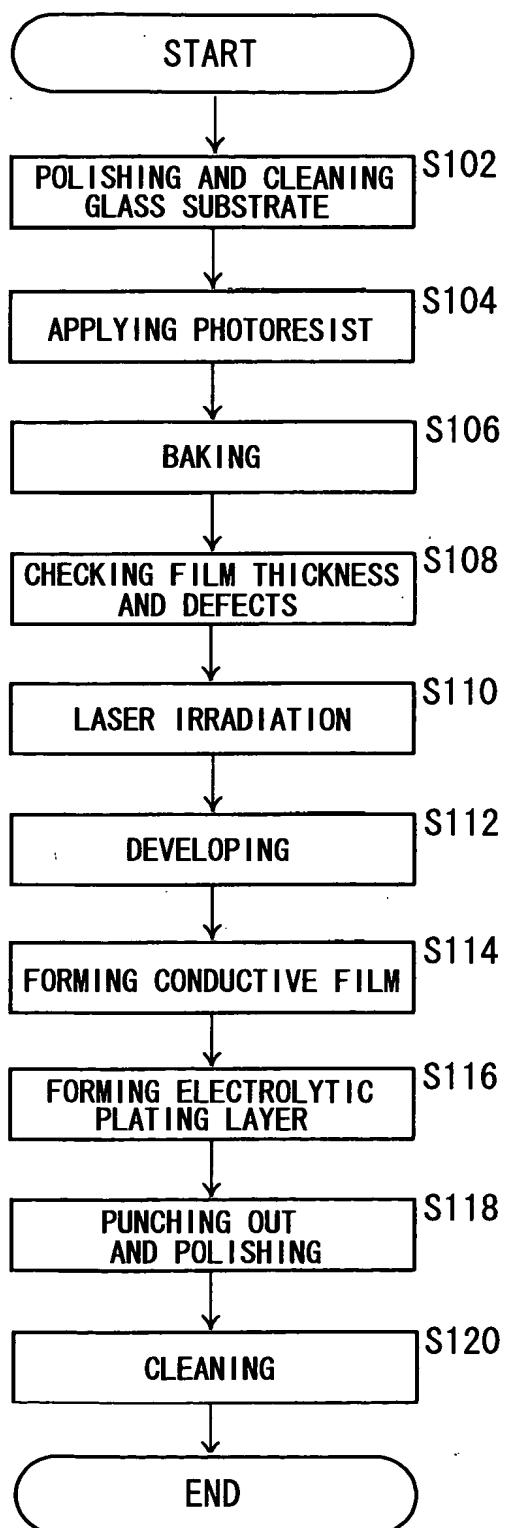 START
S102
POLISHING AND CLEANING
GLASS SUBSTRATE
S104
APPLYING PHOTORESIST
S106
BAKING
S108
CHECKING FILM THICKNESS
AND DEFECTS
S110
LASER IRRADIATION
S112
DEVELOPING
S114
FORMING CONDUCTIVE FILM
S116
FORMING ELECTROLYTIC
PLATING LAYER
S118
PUNCHING OUT
AND POLISHING
S120
CLEANING
END